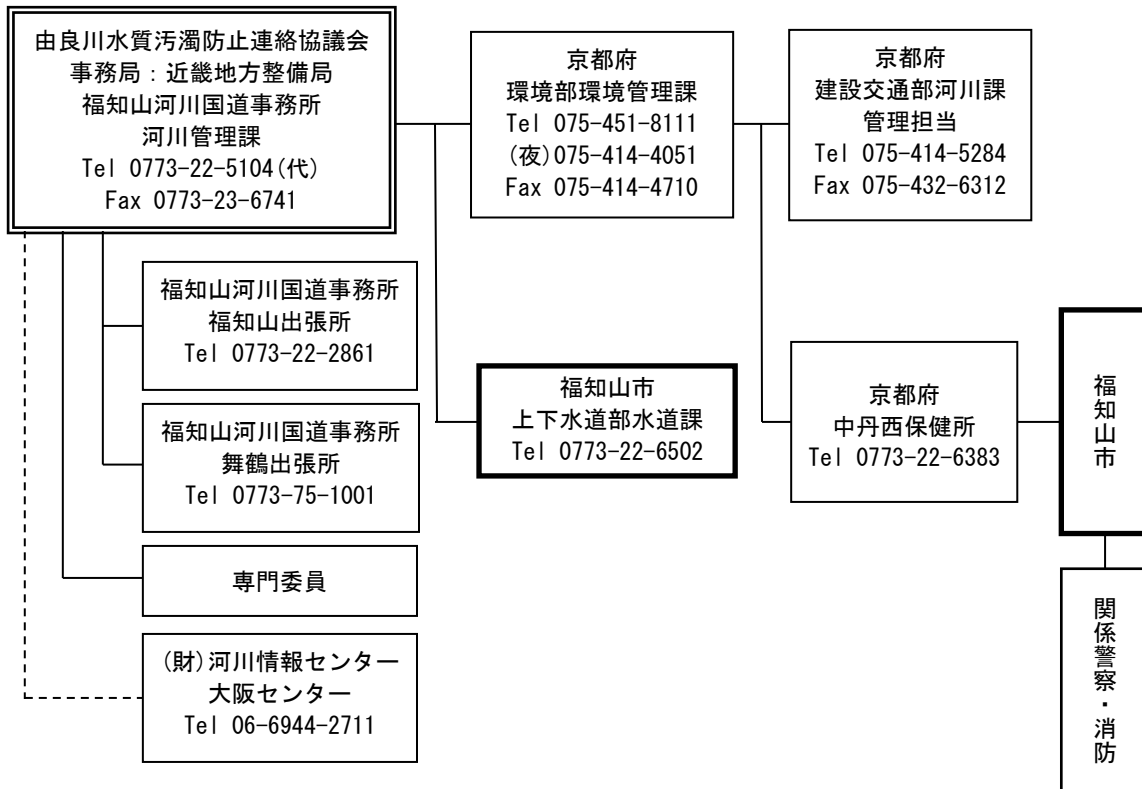 由良川水質汚濁防止連絡協議会
事務局：近畿地方整備局
福知山河川国道事務所
河川管理課
Tel 0773-22-5104(代)
Fax 0773-23-6741
京都府
環境部環境管理課
Tel 075-451-8111
(夜)075-414-4051
Fax 075-414-4710
京都府
建設交通部河川課
管理担当
Tel 075-414-5284
Fax 075-432-6312
福知山河川国道事務所
福知山出張所
Tel 0773-22-2861
福知山河川国道事務所
舞鶴出張所
Tel 0773-75-1001
専門委員
(財)河川情報センター
大阪センター
Tel 06-6944-2711
福知山市
上下水道部水道課
Tel 0773-22-6502
京都府
中丹西保健所
Tel 0773-22-6383
福知山市
関係警察・消防